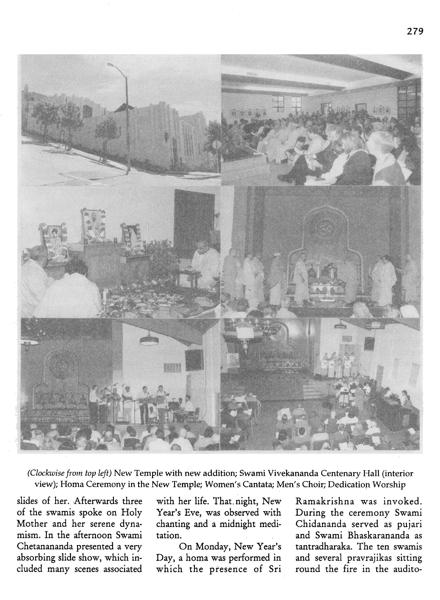 279
(Clockwise from top left) New Temple with new addition; Swami Vivekananda Centenary Hall (interior
view); Homa Ceremony in the New Temple; Women's Cantata; Men's Choir; Dedication Worship
slides of her. Afterwards three
of the swamis spoke on Holy
Mother and her serene dyna-
mism. In the afternoon Swami
Chetanananda presented a very
absorbing slide show, which in-
cluded many scenes associated
with her life. That night, New
Year's Eve, was observed with
chanting and a midnight medi-
tation.
On Monday, New Year's
Day, a homa was performed in
which the presence of Sri
Ramakrishna was invoked.
During the ceremony Swami
Chidananda served as pujari
and Swami Bhaskarananda as
tantradharaka. The ten swamis
and several pravrajikas sitting
round the fire in the audito-